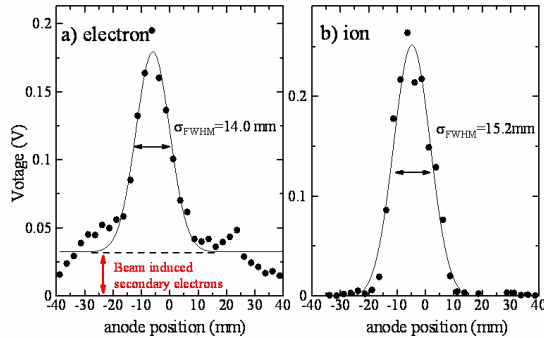 a) electron
b) ion
0.2
0.15
0.1
0.05
0
Votage (V)
σFWHM=14.0 mm
Beam induced
secondary electrons
-40 -30 -20 -10 0 10 20 30 40
anode position (mm)
0.2
0.1
0
σFWHM=15.2mm
-40 -30 -20 -10 0 10 20 30 40
anode position (mm)